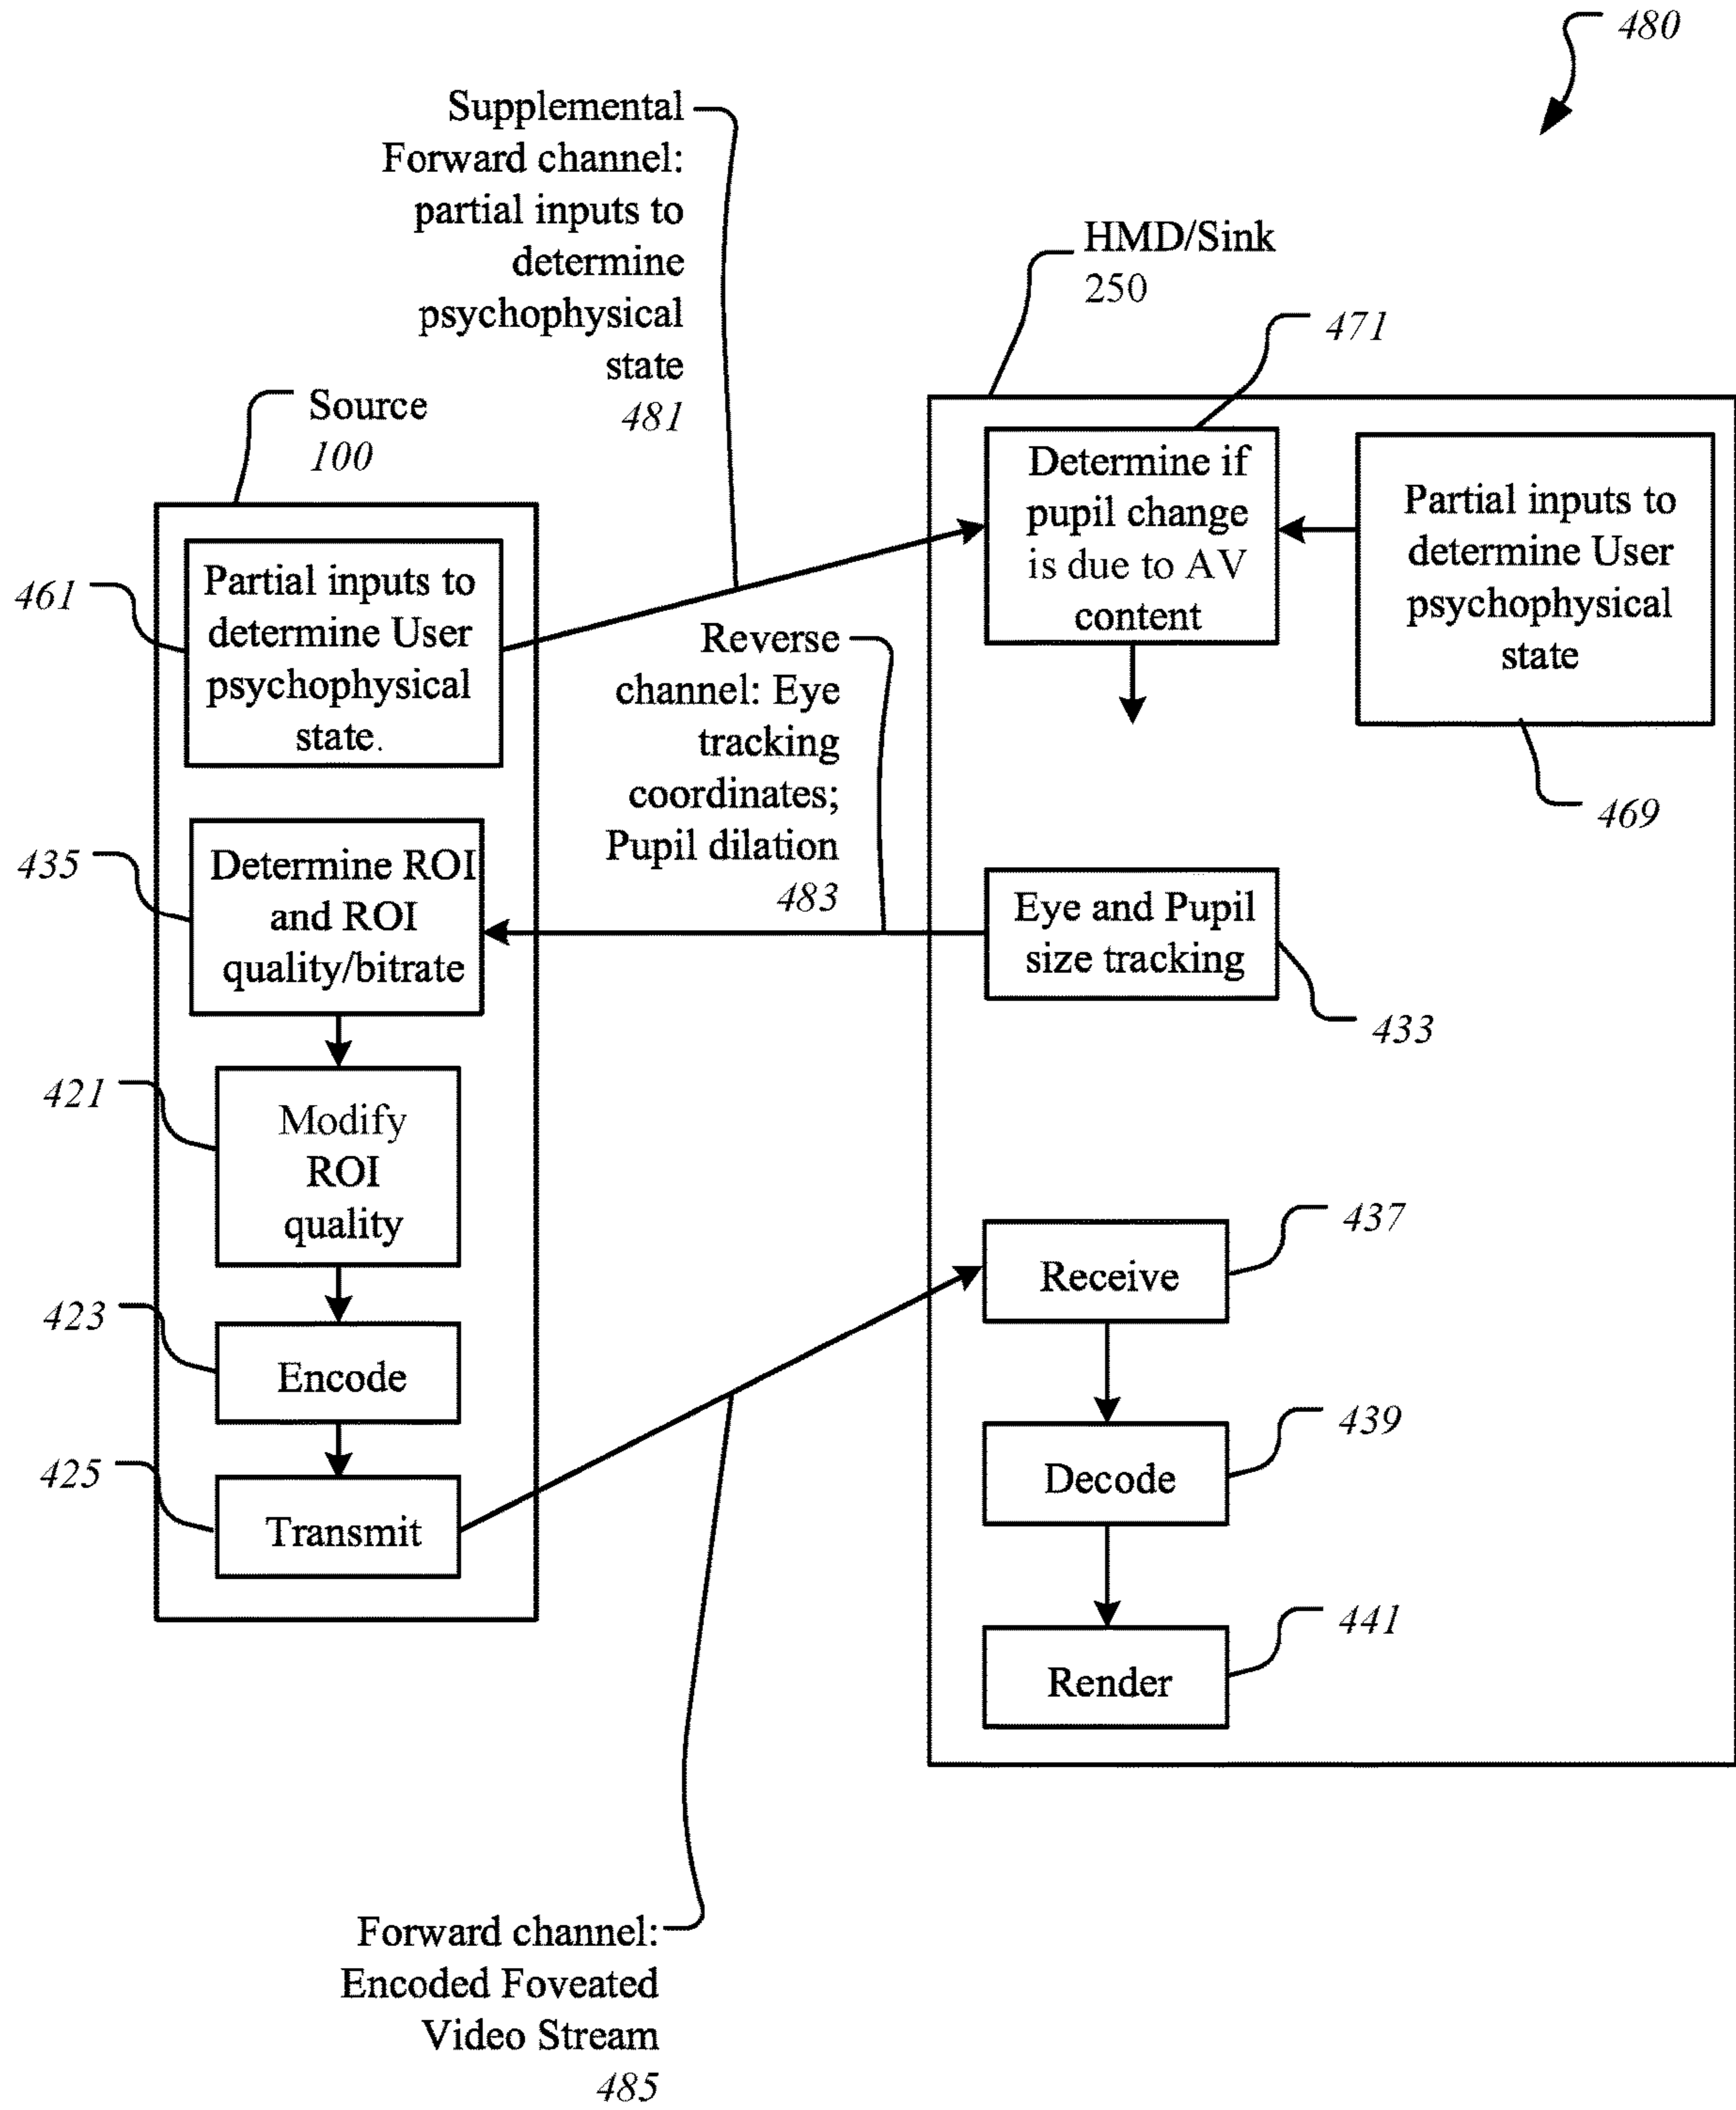 480
Supplemental
Forward channel:
partial inputs to
determine
psychophysical
state
481
HMD/Sink
250
471
Source
100
Determine if
pupil change
is due to AV
content
Partial inputs to
determine User
psychophysical
state
469
461
Partial inputs to
determine User
psychophysical
state.
Reverse
channel: Eye
tracking
coordinates;
Pupil dilation
483
435
Determine ROI
and ROI
quality/bitrate
Eye and Pupil
size tracking
433
421
Modify
ROI
quality
437
Receive
423
Encode
439
Decode
425
Transmit
441
Render
Forward channel:
Encoded Foveated
Video Stream
485